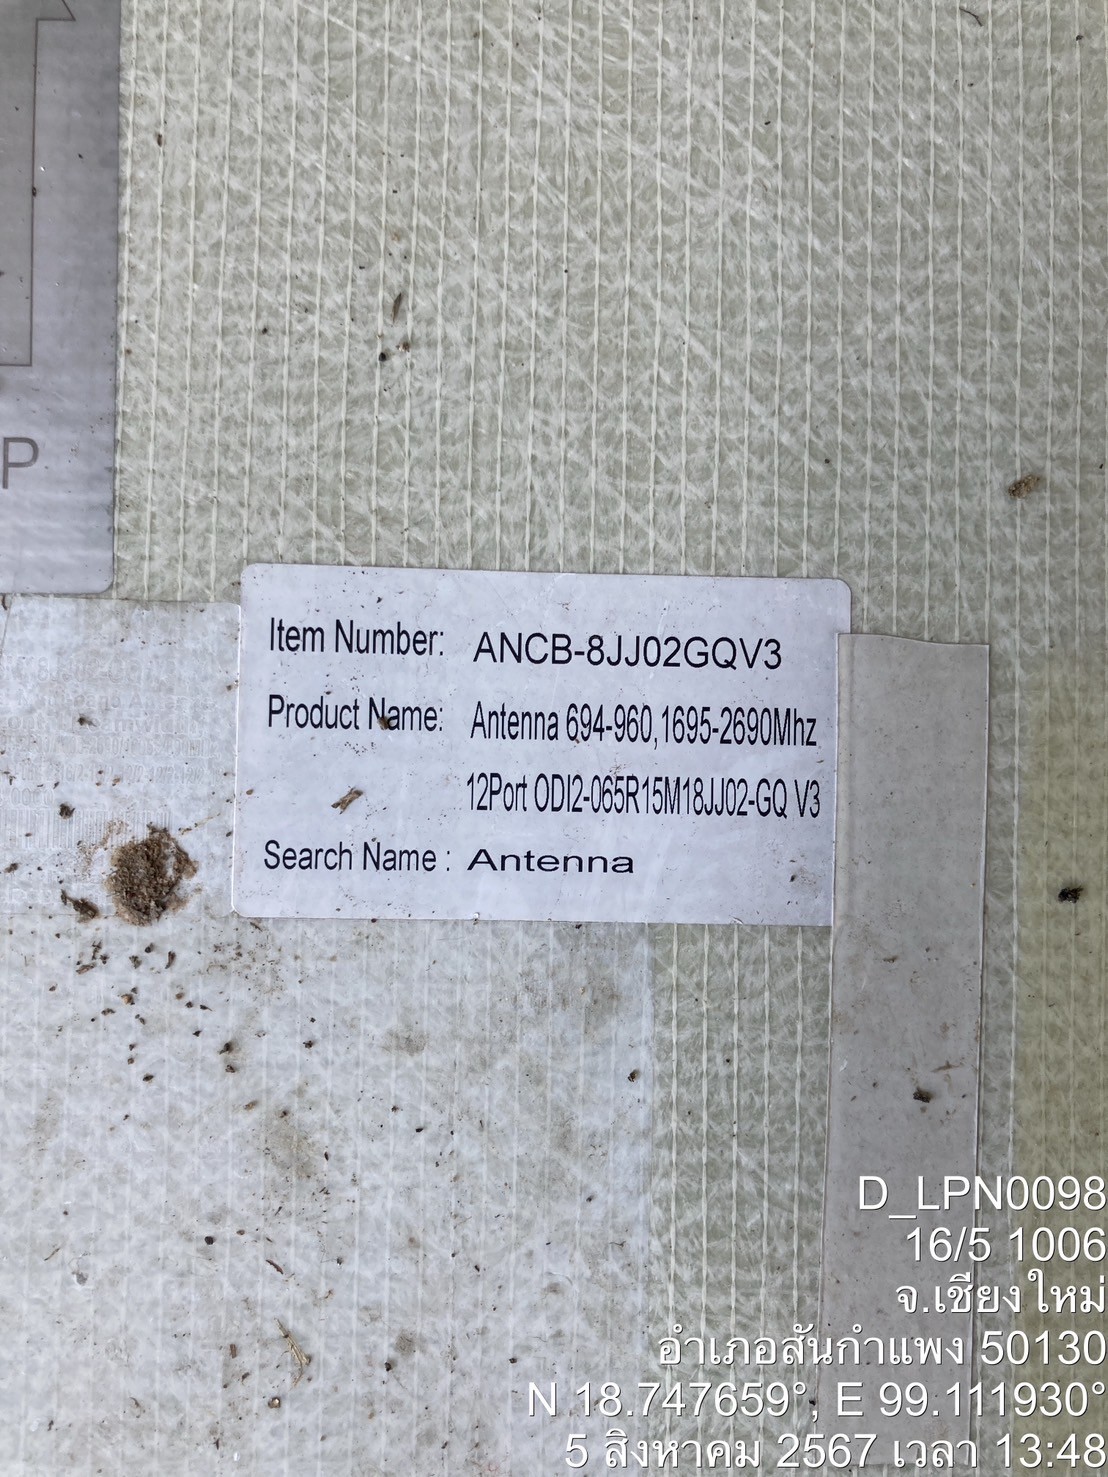 P
Item Number: ANCB-8JJ02GQV3
Product Name: Antenna 694-960,1695-2690Mhz
12Port ODI2-065R15M18JJ02-GQ V3
Search Name : Antenna
D_LPN0098
16/5 1006
จ.เชียงใหม่
อำเภอสันกำแพง 50130
N 18.747659°, E 99.111930°
5 สิงหาคม 2567 เวลา 13:48